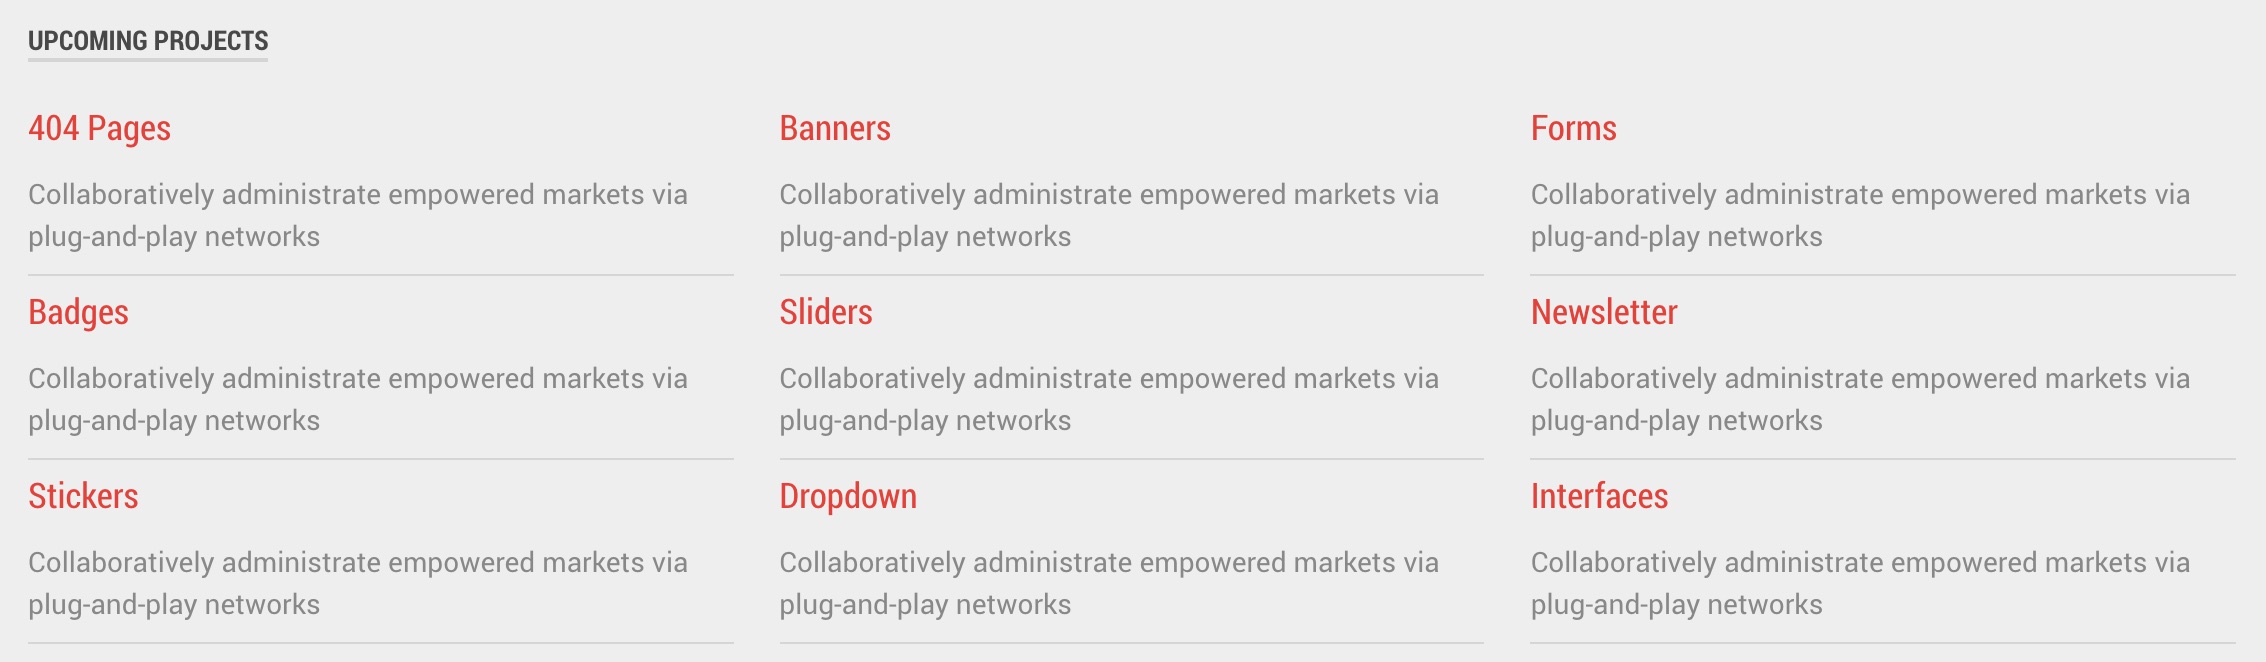 UPCOMING PROJECTS
404 Pages
Collaboratively administrate empowered markets via
plug-and-play networks
Banners
Collaboratively administrate empowered markets via
plug-and-play networks
Forms
Collaboratively administrate empowered markets via
plug-and-play networks
Badges
Collaboratively administrate empowered markets via
plug-and-play networks
Sliders
Collaboratively administrate empowered markets via
plug-and-play networks
Newsletter
Collaboratively administrate empowered markets via
plug-and-play networks
Stickers
Collaboratively administrate empowered markets via
plug-and-play networks
Dropdown
Collaboratively administrate empowered markets via
plug-and-play networks
Interfaces
Collaboratively administrate empowered markets via
plug-and-play networks